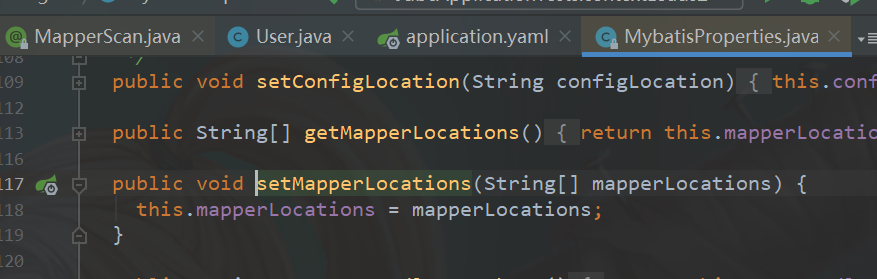 MapperScan.java × User.java × application.yaml × MybatisProperties.java ×
108 */
109 public void setConfigLocation(String configLocation) { this.conf
112
113 public String[] getMapperLocations() { return this.mapperLocatio
116
117 public void setMapperLocations(String[] mapperLocations) {
118 this.mapperLocations = mapperLocations;
119 }
120